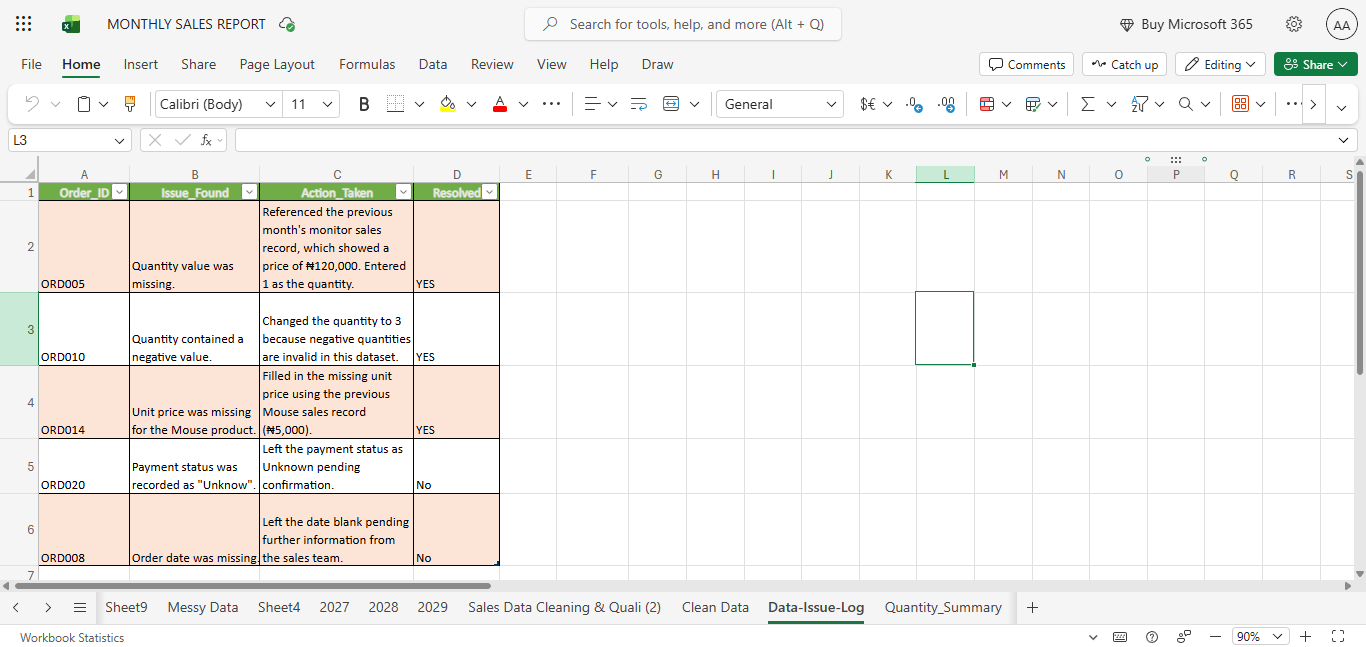 MONTHLY SALES REPORT
Search for tools, help, and more (Alt + Q)
Buy Microsoft 365
AA
File Home Insert Share Page Layout Formulas Data Review View Help Draw
Comments Catch up Editing Share
Calibri (Body) 11 B A General $€ .0 .00
L3 fx
A B C D E F G H I J K L M N O P Q R S
1 Order_ID Issue_Found Action_Taken Resolved
Referenced the previous
month's monitor sales
record, which showed a
2
Quantity value was price of ₦120,000. Entered
ORD005 missing. 1 as the quantity. YES
Changed the quantity to 3
3
Quantity contained a because negative quantities
ORD010 negative value. are invalid in this dataset. YES
Filled in the missing unit
price using the previous
4
Unit price was missing Mouse sales record
ORD014 for the Mouse product. (₦5,000). YES
Left the payment status as
5 Payment status was Unknown pending
ORD020 recorded as "Unknow". confirmation. No
Left the date blank pending
6 further information from
ORD008 Order date was missing. the sales team. No
7
Sheet9 Messy Data Sheet4 2027 2028 2029 Sales Data Cleaning & Quali (2) Clean Data Data-Issue-Log Quantity_Summary
Workbook Statistics 90%